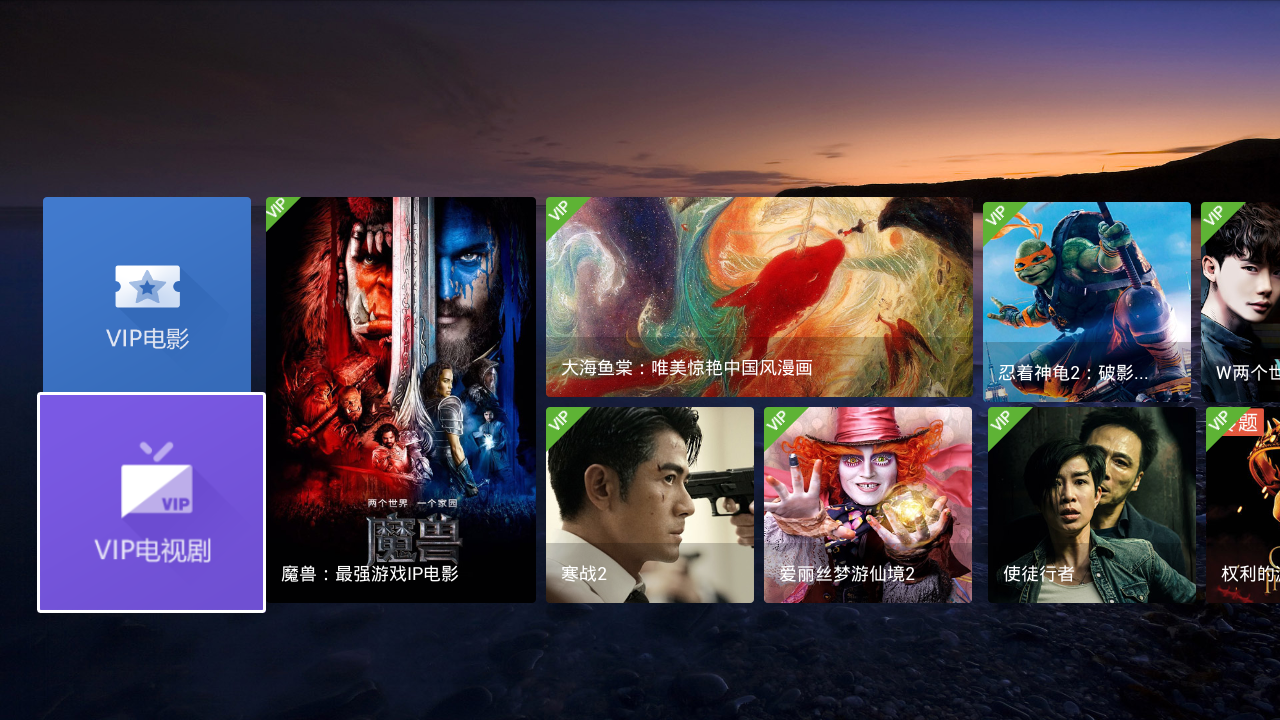 VIP电影
VIP
VIP电视剧
VIP
两个世界 一个家园
魔兽
魔兽：最强游戏IP电影
VIP
大海鱼棠：唯美惊艳中国风漫画
VIP
忍着神龟2：破影...
VIP
W两个世
VIP
寒战2
VIP
爱丽丝梦游仙境2
VIP
使徒行者
VIP
题
权利的